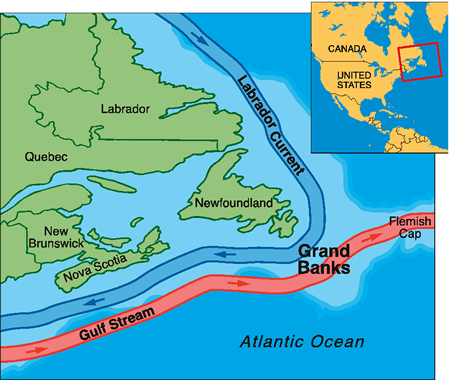 CANADA
UNITED
STATES
Labrador
Labrador Current
Quebec
Newfoundland
Flemish
Cap
New
Brunswick
Nova Scotia
Grand
Banks
Gulf Stream
Atlantic Ocean